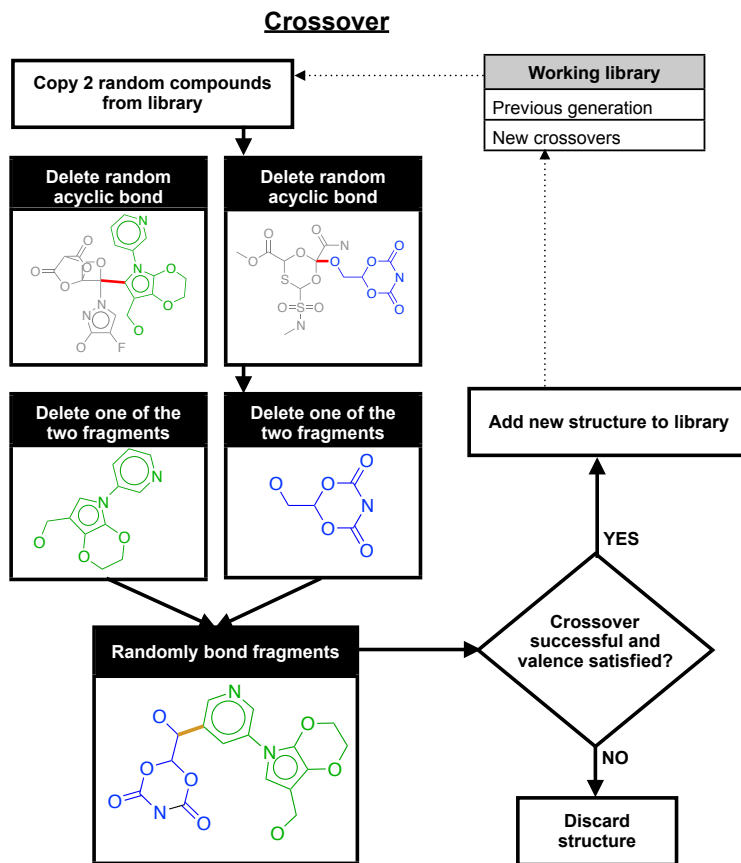 Crossover
Copy 2 random compounds
from library
Working library
Previous generation
New crossovers
Delete random
acyclic bond
Delete random
acyclic bond
N
O
O
O
O
N
O
O
N
N
O
F
O
O
O
O
O
S
O
N
O
O
O
N
O
O
O
S
O
N
Delete one of the
two fragments
Delete one of the
two fragments
Add new structure to library
N
N
O
O
O
O
O
O
N
O
O
YES
Crossover
successful and
valence satisfied?
Randomly bond fragments
N
O
O
N
O
O
O
O
O
N
O
O
NO
Discard
structure